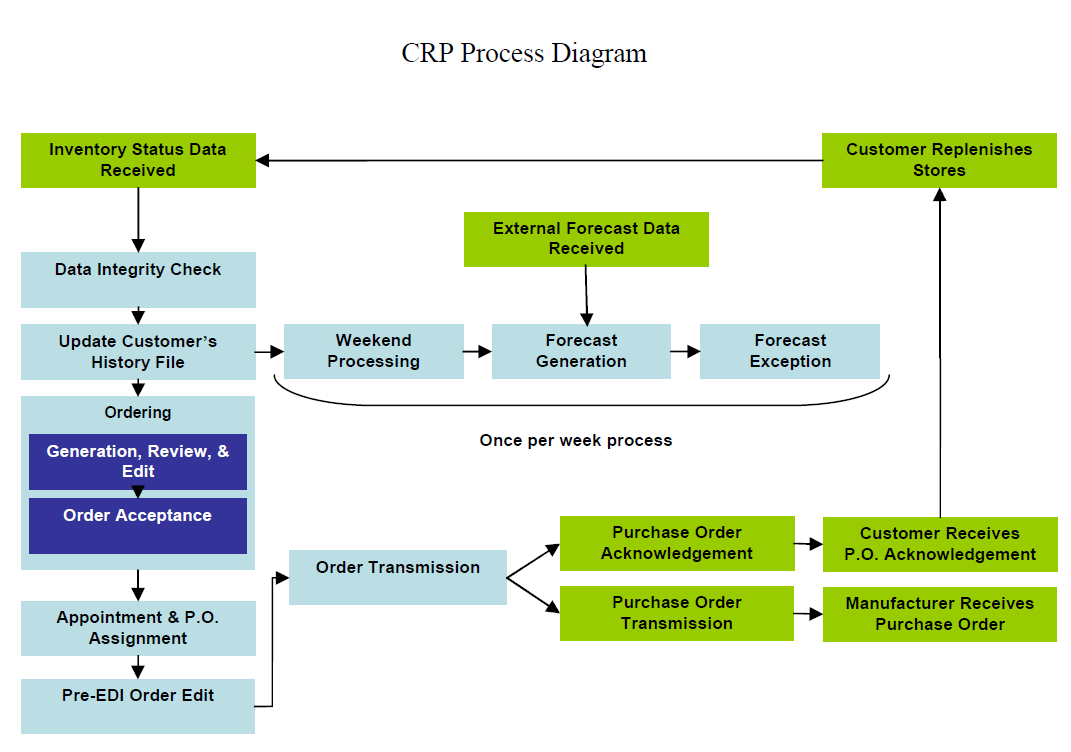 CRP Process Diagram
Inventory Status Data
Received
Customer Replenishes
Stores
External Forecast Data
Received
Data Integrity Check
Update Customer’s
History File
Weekend
Processing
Forecast
Generation
Forecast
Exception
Once per week process
Ordering
Generation, Review, &
Edit
Order Acceptance
Appointment & P.O.
Assignment
Pre-EDI Order Edit
Order Transmission
Purchase Order
Acknowledgement
Customer Receives
P.O. Acknowledgement
Purchase Order
Transmission
Manufacturer Receives
Purchase Order